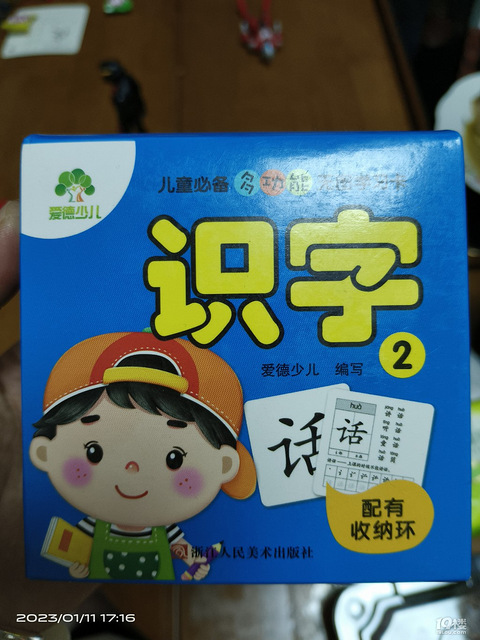 爱德少儿
儿童必备 多功能
识字
2
爱德少儿 编写
话
huà
话
配有
收纳环
浙江人民美术出版社
2023/01/11 17:16